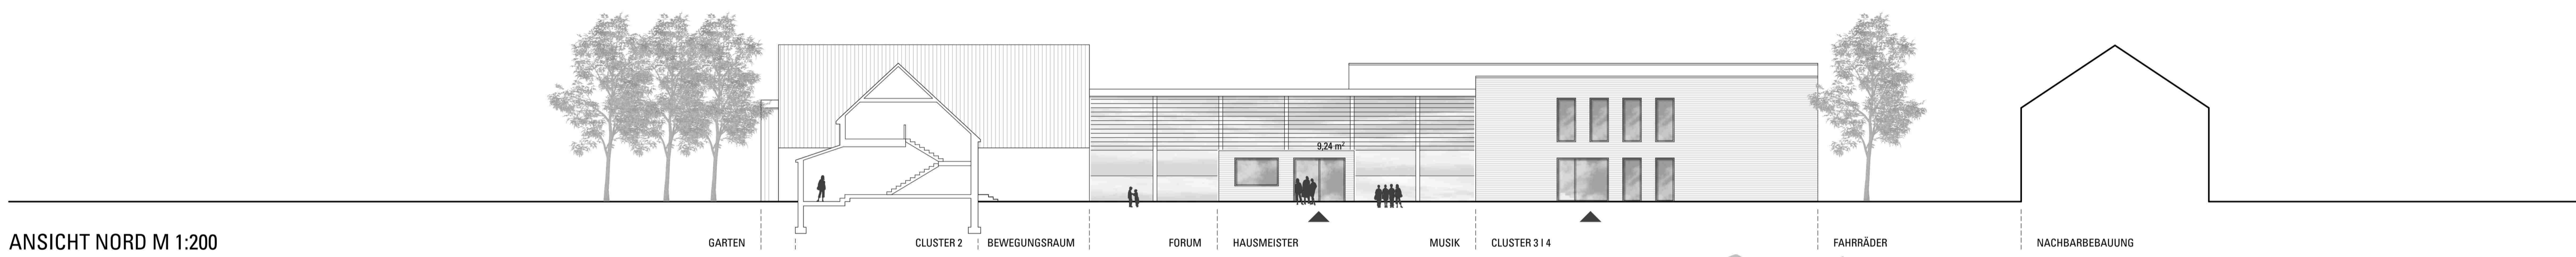 9,24 m²
ANSICHT NORD M 1:200
GARTEN
CLUSTER 2
BEWEGUNGSRAUM
FORUM
HAUSMEISTER
MUSIK
CLUSTER 3 I 4
FAHRRÄDER
NACHBARBEBAUUNG